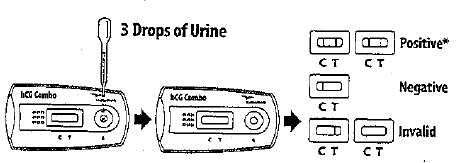 3 Drops of Urine
hCG Combo
C T S
hCG Combo
C T S
Positive*
C T C T
Negative
C T
Invalid
C T C T